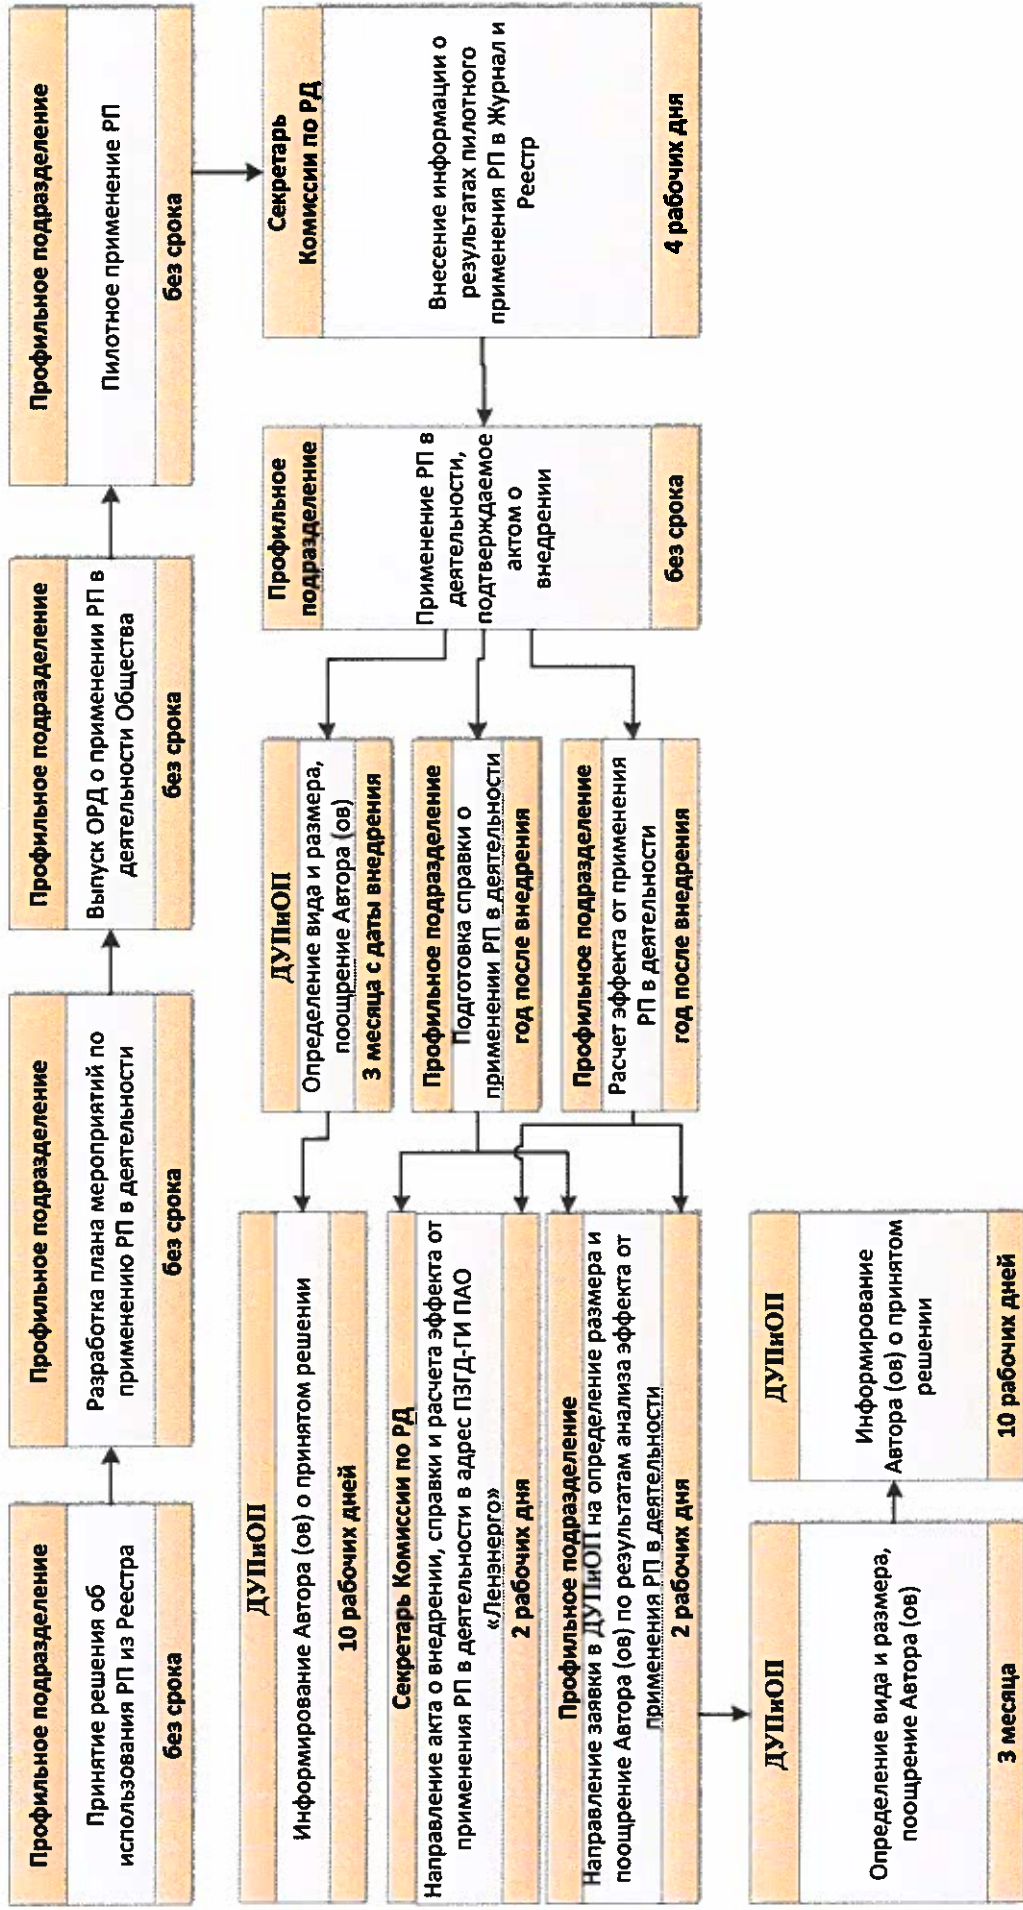 Профильное подразделение
Принятие решения об
использования РП из Реестра
без срока
Профильное подразделение
Разработка плана мероприятий по
применению РП в деятельности
без срока
Профильное подразделение
Выпуск ОРД о применении РП в
деятельности Общества
без срока
Профильное подразделение
Пилотное применение РП
без срока
Секретарь
Комиссии по РД
Внесение информации о
результатах пилотного
применения РП в Журнал и
Реестр
4 рабочих дня
Профильное
подразделение
Применение РП в
деятельности,
подтверждаемое
актом о
внедрении
без срока
ДУПиОП
Определение вида и размера,
поощрение Автора (ов)
3 месяца с даты внедрения
Профильное подразделение
Подготовка справки о
применении РП в деятельности
год после внедрения
Профильное подразделение
Расчет эффекта от применения
РП в деятельности
год после внедрения
ДУПиОП
Информирование Автора (ов) о принятом решении
10 рабочих дней
Секретарь Комиссии по РД
Направление акта о внедрении, справки и расчета эффекта от
применения РП в деятельности в адрес ПЗГД-ГИ ПАО
«Ленэнерго»
2 рабочих дня
Профильное подразделение
Направление заявки в ДУПиОП на определение размера и
поощрение Автора (ов) по результатам анализа эффекта от
применения РП в деятельности
2 рабочих дня
ДУПиОП
Определение вида и размера,
поощрение Автора (ов)
3 месяца
ДУПиОП
Информирование
Автора (ов) о принятом
решении
10 рабочих дней